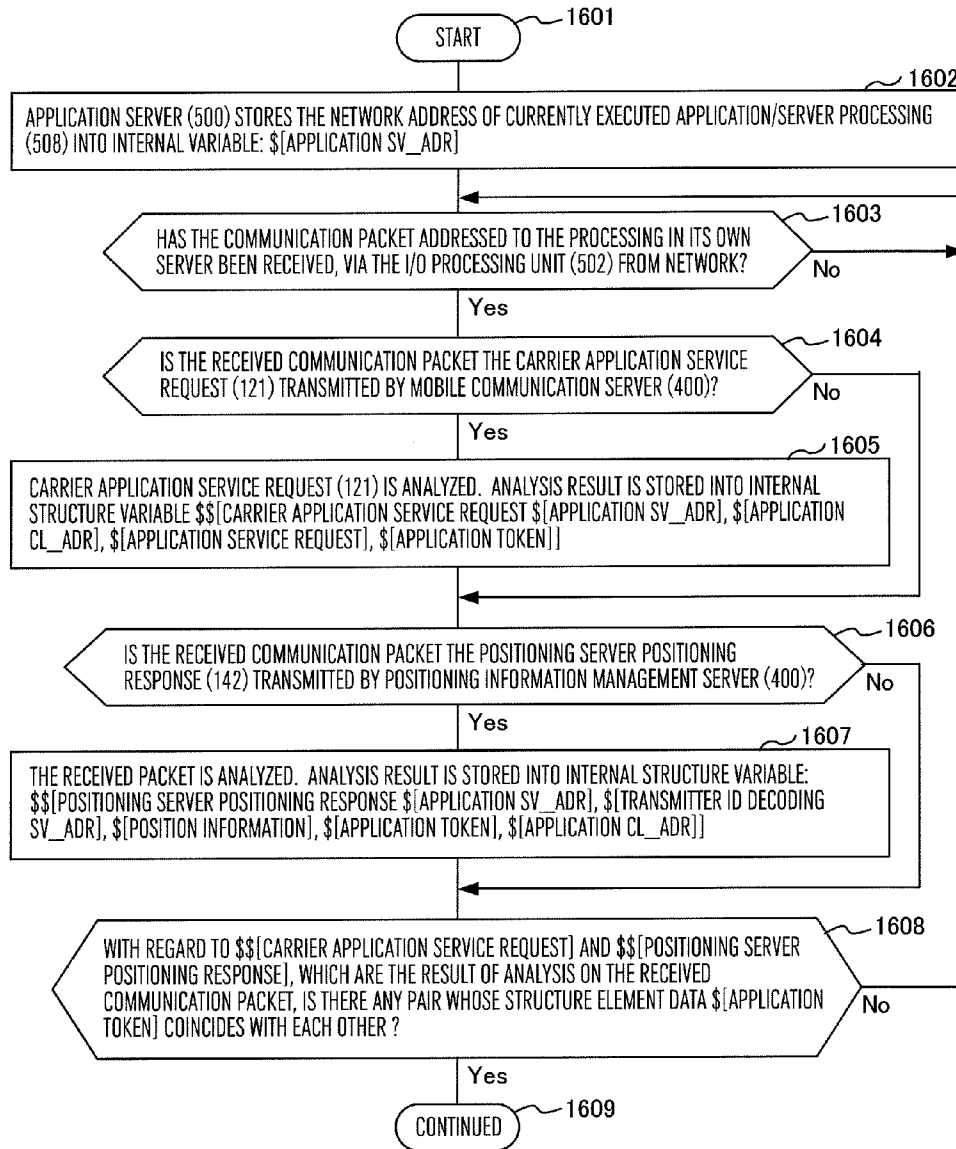 1601
START
1602
APPLICATION SERVER (500) STORES THE NETWORK ADDRESS OF CURRENTLY EXECUTED APPLICATION/SERVER PROCESSING
(508) INTO INTERNAL VARIABLE: $[APPLICATION SV_ADR]
1603
HAS THE COMMUNICATION PACKET ADDRESSED TO THE PROCESSING IN ITS OWN
SERVER BEEN RECEIVED, VIA THE I/O PROCESSING UNIT (502) FROM NETWORK?
No
Yes
1604
IS THE RECEIVED COMMUNICATION PACKET THE CARRIER APPLICATION SERVICE
REQUEST (121) TRANSMITTED BY MOBILE COMMUNICATION SERVER (400)?
No
Yes
1605
CARRIER APPLICATION SERVICE REQUEST (121) IS ANALYZED. ANALYSIS RESULT IS STORED INTO INTERNAL
STRUCTURE VARIABLE $$[CARRIER APPLICATION SERVICE REQUEST $[APPLICATION SV_ADR], $[APPLICATION
CL_ADR], $[APPLICATION SERVICE REQUEST], $[APPLICATION TOKEN]]
1606
IS THE RECEIVED COMMUNICATION PACKET THE POSITIONING SERVER POSITIONING
RESPONSE (142) TRANSMITTED BY POSITIONING INFORMATION MANAGEMENT SERVER (400)?
No
Yes
1607
THE RECEIVED PACKET IS ANALYZED. ANALYSIS RESULT IS STORED INTO INTERNAL STRUCTURE VARIABLE:
$$[POSITIONING SERVER POSITIONING RESPONSE $[APPLICATION SV_ADR], $[TRANSMITTER ID DECODING
SV_ADR], $[POSITION INFORMATION], $[APPLICATION TOKEN], $[APPLICATION CL_ADR]]
1608
WITH REGARD TO $$[CARRIER APPLICATION SERVICE REQUEST] AND $$[POSITIONING SERVER
POSITIONING RESPONSE], WHICH ARE THE RESULT OF ANALYSIS ON THE RECEIVED
COMMUNICATION PACKET, IS THERE ANY PAIR WHOSE STRUCTURE ELEMENT DATA $[APPLICATION
TOKEN] COINCIDES WITH EACH OTHER ?
No
Yes
1609
CONTINUED